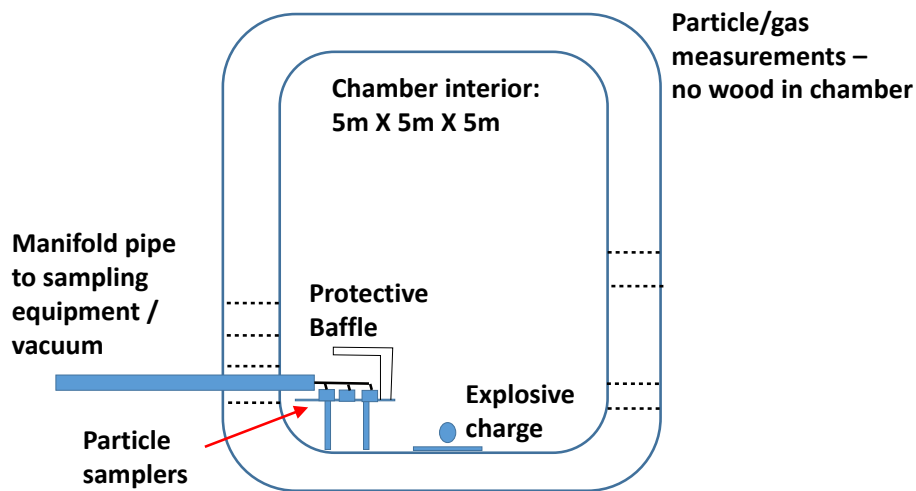 Particle/gas
measurements –
no wood in chamber
Chamber interior:
5m X 5m X 5m
Manifold pipe
to sampling
equipment /
vacuum
Protective
Baffle
Explosive
charge
Particle
samplers